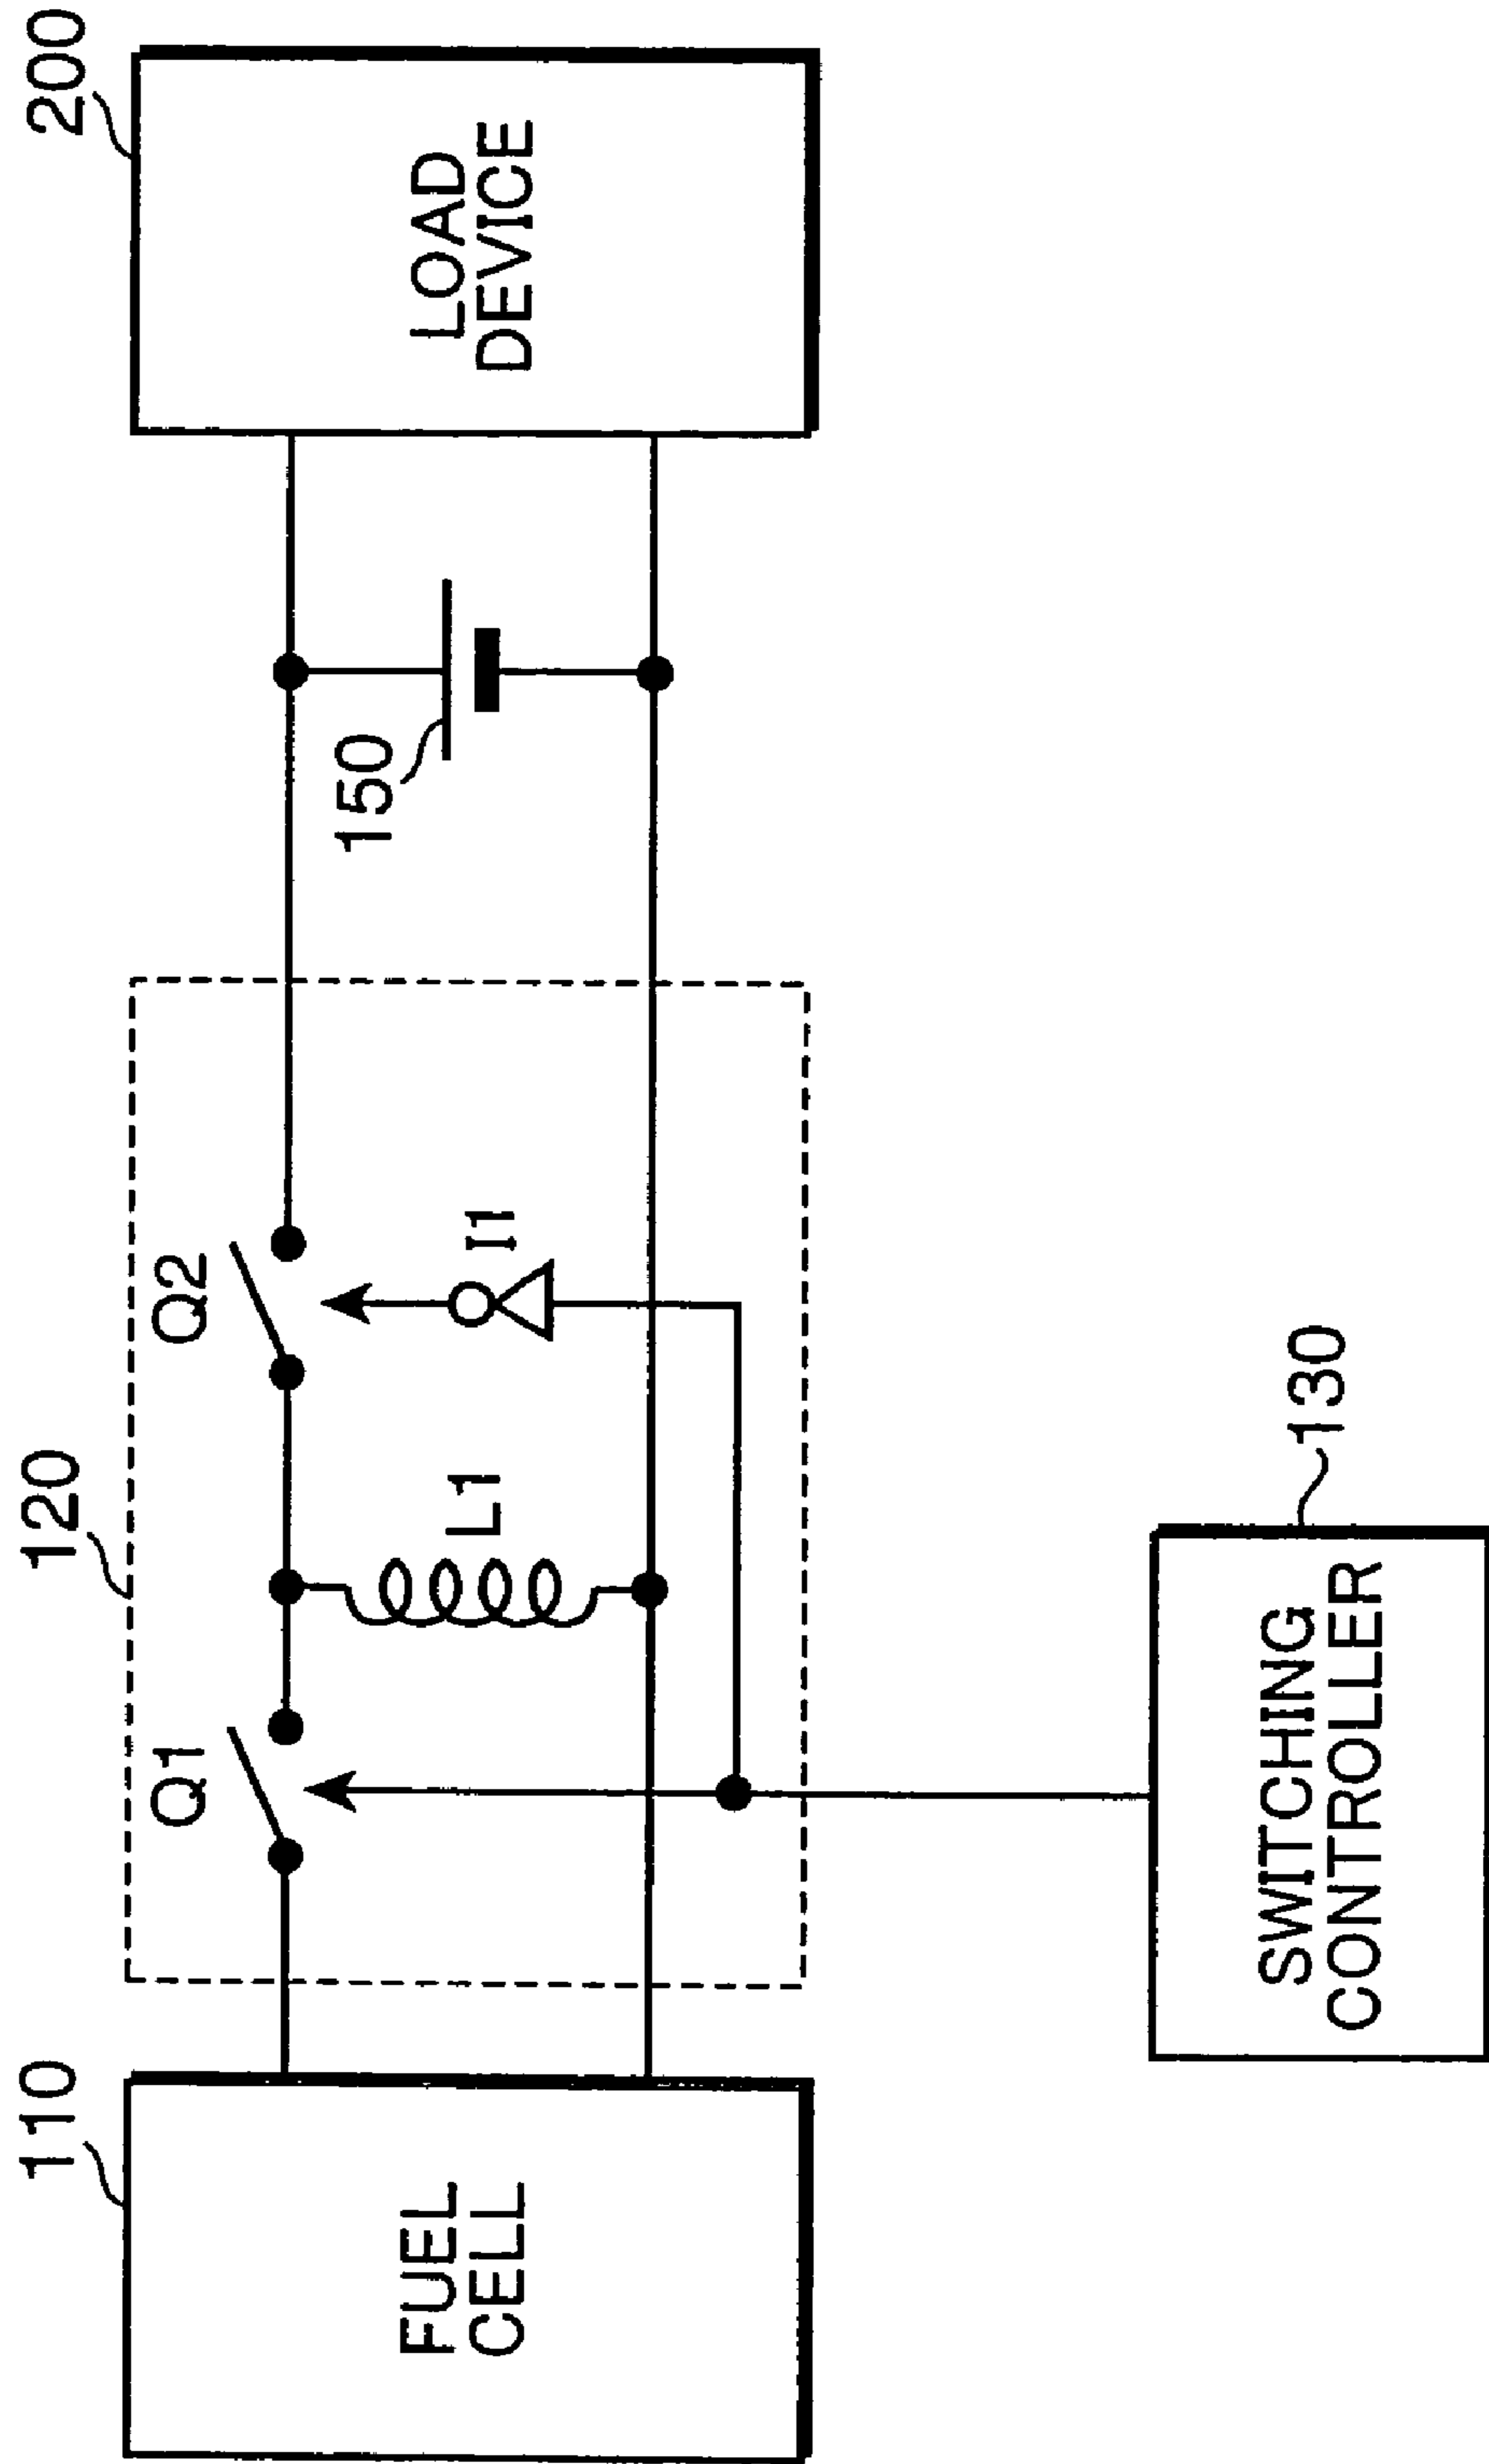 110
FUEL
CELL
120
Q1
L1
Q2
I1
150
200
LOAD
DEVICE
SWITCHING
CONTROLLER
130